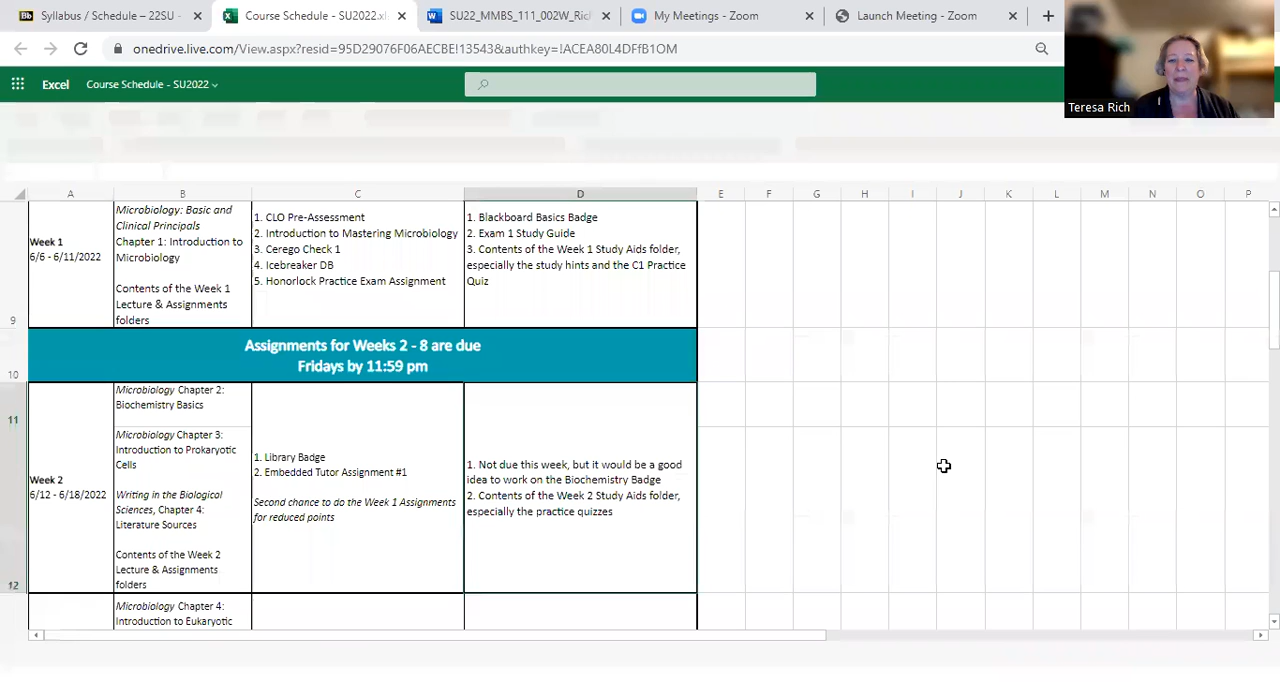 Syllabus / Schedule – 22SU -
Course Schedule - SU2022.xl
SU22_MMBS_111_002W_Ric
My Meetings - Zoom
Launch Meeting - Zoom
onedrive.live.com/View.aspx?resid=95D29076F06AECBE!13543&authkey=!ACEA80L4DFfB1OM
Excel
Course Schedule - SU2022
Teresa Rich
A B C D E F G H I J K L M N O P
Week 1
6/6 - 6/11/2022
Microbiology: Basic and
Clinical Principals
Chapter 1: Introduction to
Microbiology
Contents of the Week 1
Lecture & Assignments
folders
1. CLO Pre-Assessment
2. Introduction to Mastering Microbiology
3. Cerego Check 1
4. Icebreaker DB
5. Honorlock Practice Exam Assignment
1. Blackboard Basics Badge
2. Exam 1 Study Guide
3. Contents of the Week 1 Study Aids folder,
especially the study hints and the C1 Practice
Quiz
9
Assignments for Weeks 2 - 8 are due
Fridays by 11:59 pm
10
11
Microbiology Chapter 2:
Biochemistry Basics
Week 2
6/12 - 6/18/2022
Microbiology Chapter 3:
Introduction to Prokaryotic
Cells
Writing in the Biological
Sciences, Chapter 4:
Literature Sources
Contents of the Week 2
Lecture & Assignments
folders
1. Library Badge
2. Embedded Tutor Assignment #1
Second chance to do the Week 1 Assignments
for reduced points
1. Not due this week, but it would be a good
idea to work on the Biochemistry Badge
2. Contents of the Week 2 Study Aids folder,
especially the practice quizzes
12
Microbiology Chapter 4:
Introduction to Eukaryotic